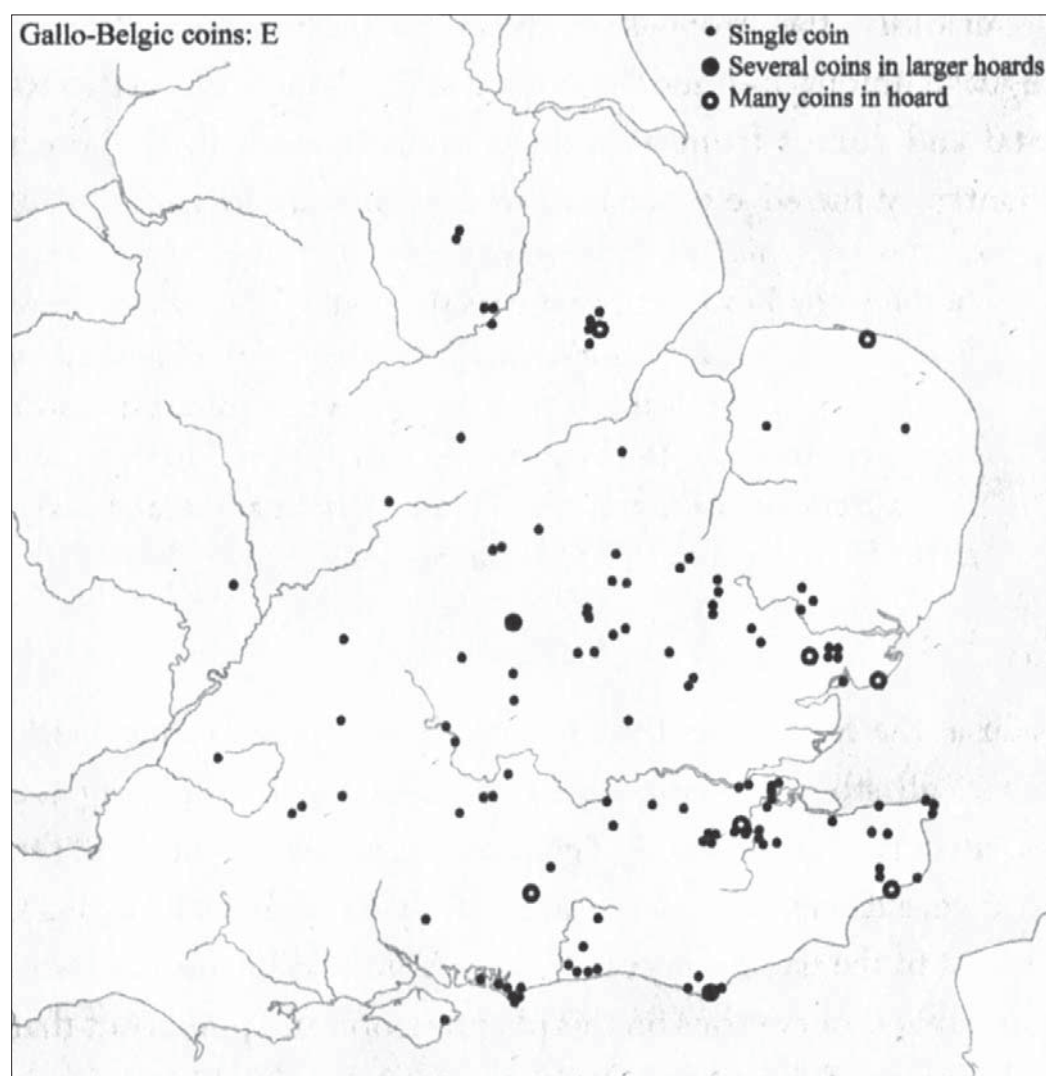 Gallo-Belgic coins: E
Single coin
Several coins in larger hoards
Many coins in hoard